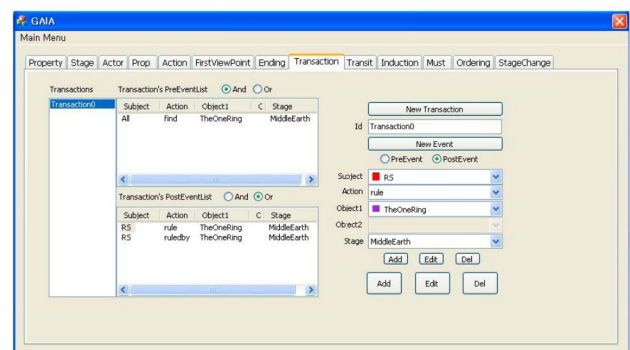 GAIA
Main Menu
Property Stage Actor Prop Action FirstViewPoint Ending Transaction Transit Induction Must Ordering StageChange
Transactions
Transaction0
Transaction's PreEventList And Or
Subject Action Object1 C Stage
All find TheOneRing MiddleEarth
Transaction's PostEventList And Or
Subject Action Object1 C Stage
RS rule TheOneRing MiddleEarth
RS ruledby TheOneRing MiddleEarth
New Transaction
Id Transaction0
New Event
PreEvent PostEvent
Subject RS
Action rule
Object1 TheOneRing
Object2
Stage MiddleEarth
Add Edit Del
Add Edit Del